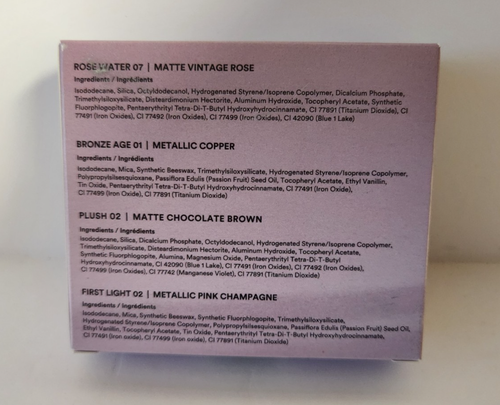 ROSE WATER 07 | MATTE VINTAGE ROSE
Ingredients / Ingrédients
Isododecane, Silica, Octyldodecanol, Hydrogenated Styrene/Isoprene Copolymer, Dicalcium Phosphate,
Trimethylsiloxysilicate, Disteardimonium Hectorite, Aluminum Hydroxide, Tocopheryl Acetate, Synthetic
Fluorphlogopite, Pentaerythrityl Tetra-Di-T-Butyl Hydroxyhydrocinnamate, CI 77891 (Titanium Dioxide), CI
77491 (Iron Oxides), CI 77492 (Iron Oxides), CI 77499 (Iron Oxides), CI 42090 (Blue 1 Lake)
BRONZE AGE 01 | METALLIC COPPER
Ingredients / Ingrédients
Isododecane, Mica, Synthetic Beeswax, Trimethylsiloxysilicate, Hydrogenated Styrene/Isoprene Copolymer,
Polypropylsilsesquioxane, Passiflora Edulis (Passion Fruit) Seed Oil, Tocopheryl Acetate, Ethyl Vanillin,
Tin Oxide, Pentaerythrityl Tetra-Di-T-Butyl Hydroxyhydrocinnamate, CI 77491 (Iron Oxide),
CI 77499 (Iron Oxide), CI 77891 (Titanium Dioxide)
PLUSH 02 | MATTE CHOCOLATE BROWN
Ingredients / Ingrédients
Isododecane, Silica, Dicalcium Phosphate, Octyldodecanol, Hydrogenated Styrene/Isoprene Copolymer,
Trimethylsiloxysilicate, Disteardimonium Hectorite, Aluminum Hydroxide, Tocopheryl Acetate,
Synthetic Fluorphlogopite, Alumina, Magnesium Oxide, Pentaerythrityl Tetra-Di-T-Butyl
Hydroxyhydrocinnamate, CI 42090 (Blue 1 Lake), CI 77491 (Iron Oxides), CI 77492 (Iron Oxides),
CI 77499 (Iron Oxides), CI 77742 (Manganese Violet), CI 77891 (Titanium Dioxide)
FIRST LIGHT 02 | METALLIC PINK CHAMPAGNE
Ingredients / Ingrédients
Isododecane, Mica, Synthetic Beeswax, Synthetic Fluorphlogopite, Trimethylsiloxysilicate,
Hydrogenated Styrene/Isoprene Copolymer, Polypropylsilsesquioxane, Passiflora Edulis (Passion Fruit) Seed Oil,
Ethyl Vanillin, Tocopheryl Acetate, Tin Oxide, Pentaerythrityl Tetra-Di-T-Butyl Hydroxyhydrocinnamate,
CI 77491 (Iron oxide), CI 77499 (Iron oxide), CI 77891 (Titanium Dioxide)